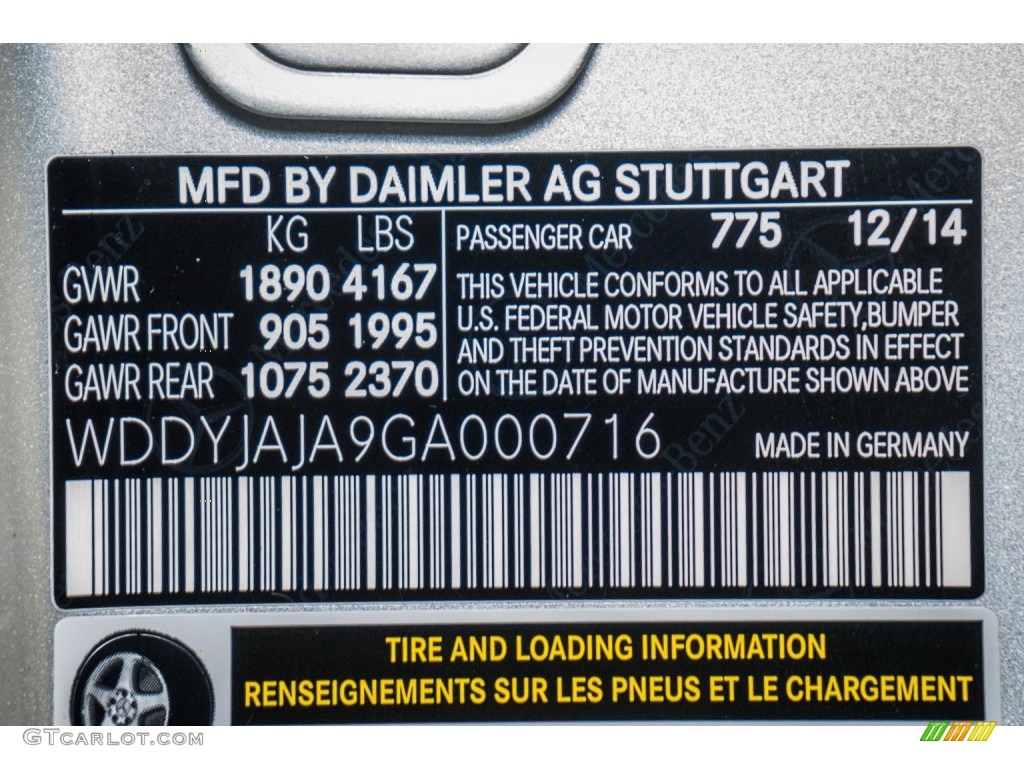 MFD BY DAIMLER AG STUTTGART
KG LBS
GVWR 1890 4167
GAWR FRONT 905 1995
GAWR REAR 1075 2370
PASSENGER CAR 775 12/14
THIS VEHICLE CONFORMS TO ALL APPLICABLE
U.S. FEDERAL MOTOR VEHICLE SAFETY,BUMPER
AND THEFT PREVENTION STANDARDS IN EFFECT
ON THE DATE OF MANUFACTURE SHOWN ABOVE
WDDYJAJA9GA000716 MADE IN GERMANY
TIRE AND LOADING INFORMATION
RENSEIGNEMENTS SUR LES PNEUS ET LE CHARGEMENT
GTCARLOT.COM